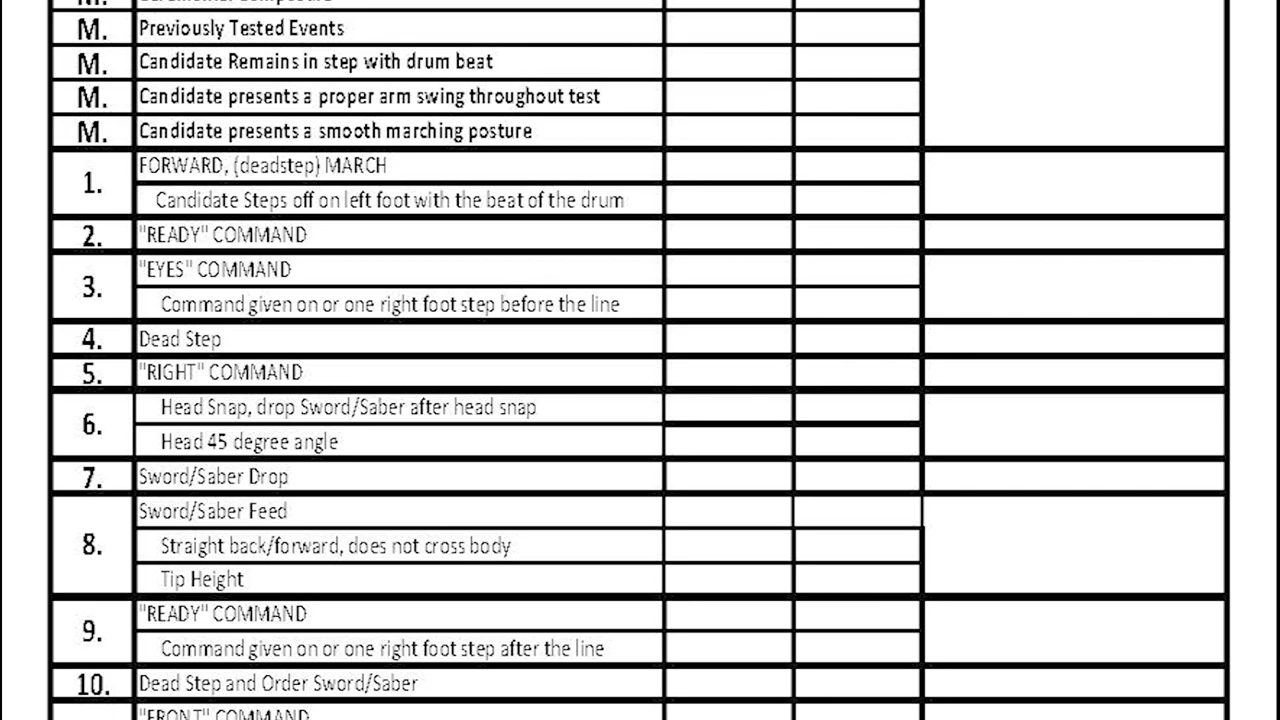 M. Ceremonial Composure
M. Previously Tested Events
M. Candidate Remains in step with drum beat
M. Candidate presents a proper arm swing throughout test
M. Candidate presents a smooth marching posture
1. FORWARD, (deadstep) MARCH
Candidate Steps off on left foot with the beat of the drum
2. "READY" COMMAND
3. "EYES" COMMAND
Command given on or one right foot step before the line
4. Dead Step
5. "RIGHT" COMMAND
6. Head Snap, drop Sword/Saber after head snap
Head 45 degree angle
7. Sword/Saber Drop
8. Sword/Saber Feed
Straight back/forward, does not cross body
Tip Height
9. "READY" COMMAND
Command given on or one right foot step after the line
10. Dead Step and Order Sword/Saber
"FRONT" COMMAND